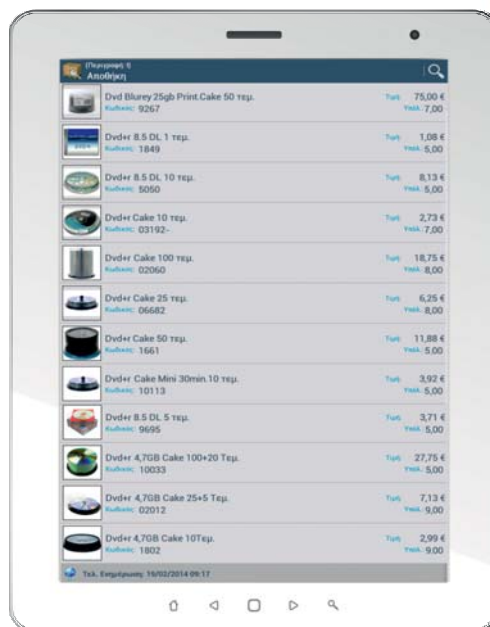 (Περιγραφή 1)
Αποθήκη
Dvd Blurey 25gb Print.Cake 50 τεμ. Τιμή: 75,00 €
Κωδικός: 9267 Υπόλ. 7,00
Dvd+r 8.5 DL 1 τεμ. Τιμή: 1,08 €
Κωδικός: 1849 Υπόλ. 5,00
Dvd+r 8.5 DL 10 τεμ. Τιμή: 8,13 €
Κωδικός: 5050 Υπόλ. 5,00
Dvd+r Cake 10 τεμ. Τιμή: 2,73 €
Κωδικός: 03192- Υπόλ. 7,00
Dvd+r Cake 100 τεμ. Τιμή: 18,75 €
Κωδικός: 02060 Υπόλ. 8,00
Dvd+r Cake 25 τεμ. Τιμή: 6,25 €
Κωδικός: 06682 Υπόλ. 8,00
Dvd+r Cake 50 τεμ. Τιμή: 11,88 €
Κωδικός: 1661 Υπόλ. 5,00
Dvd+r Cake Mini 30min.10 τεμ. Τιμή: 3,92 €
Κωδικός: 10113 Υπόλ. 5,00
Dvd+r 8.5 DL 5 τεμ. Τιμή: 3,71 €
Κωδικός: 9695 Υπόλ. 5,00
Dvd+r 4,7GB Cake 100+20 Τεμ. Τιμή: 27,75 €
Κωδικός: 10033 Υπόλ. 5,00
Dvd+r 4,7GB Cake 25+5 Τεμ. Τιμή: 7,13 €
Κωδικός: 02012 Υπόλ. 9,00
Dvd+r 4,7GB Cake 10Τεμ. Τιμή: 2,99 €
Κωδικός: 1802 Υπόλ. 9,00
Τελ. Ενημέρωση: 19/02/2014 09:17